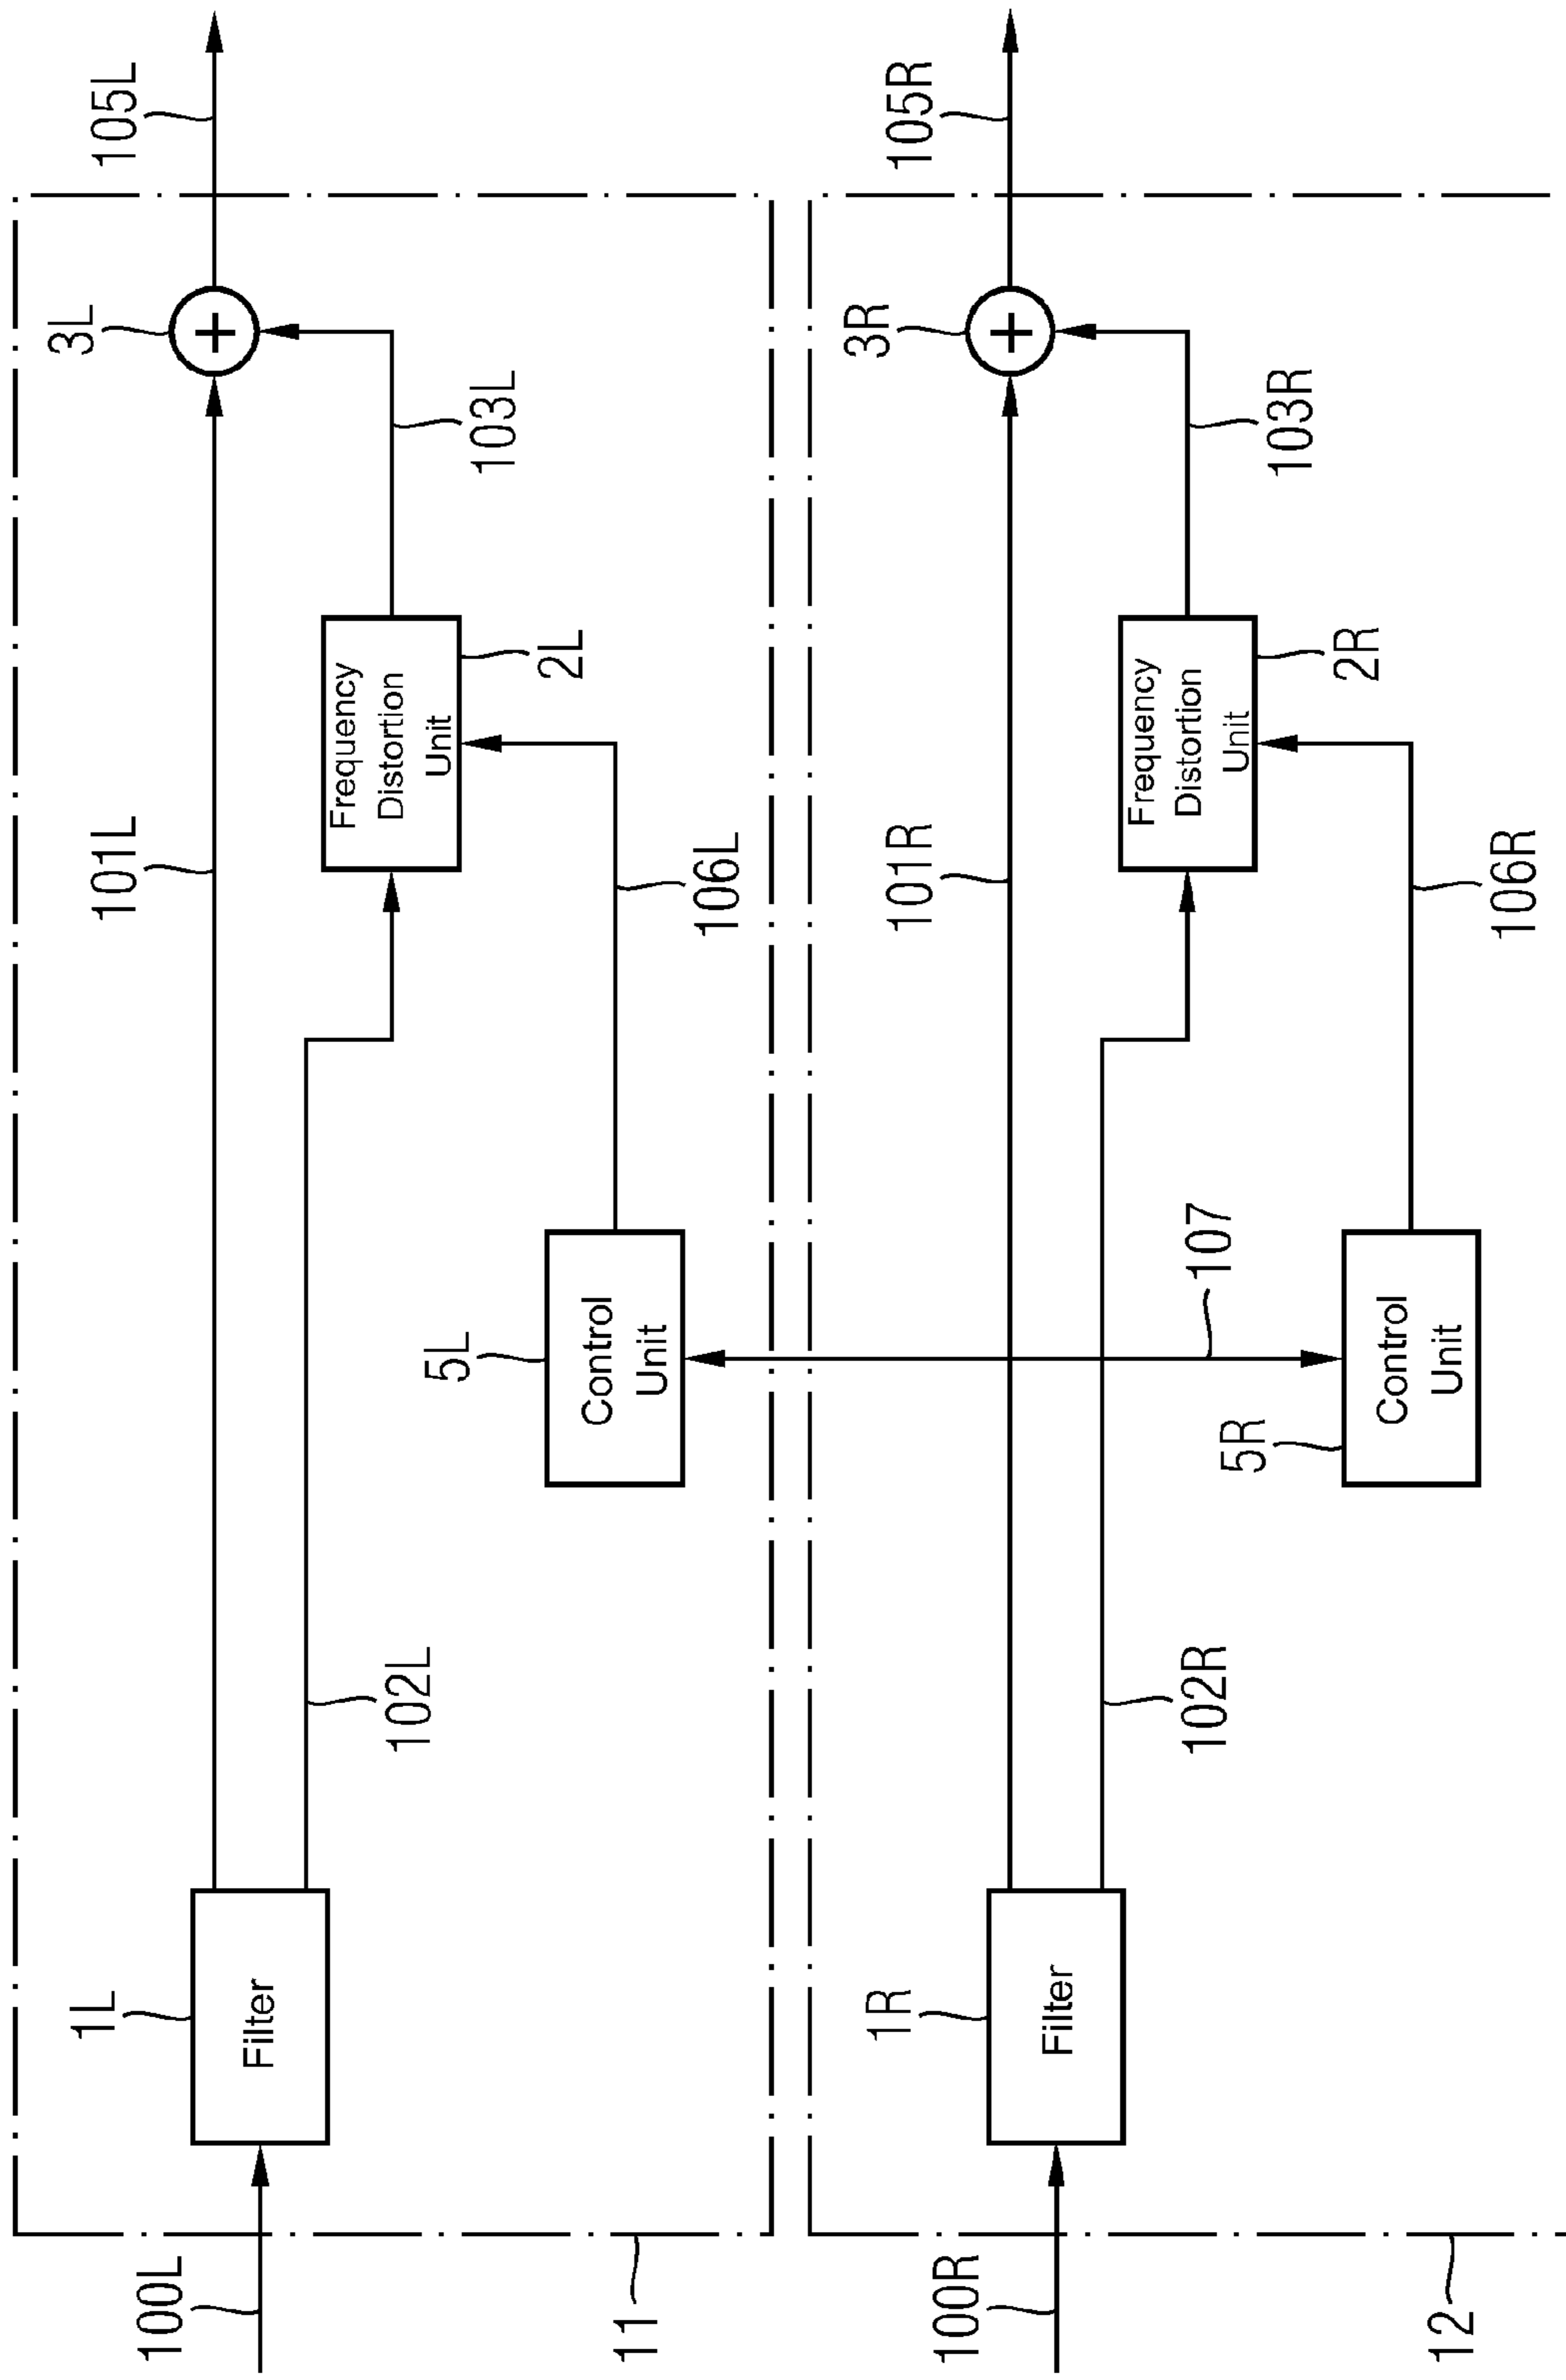 100L
1L
Filter
101L
102L
5L
Control
Unit
106L
Frequency
Distortion
Unit
2L
103L
3L
105L
11
100R
1R
Filter
101R
102R
5R
Control
Unit
107
106R
Frequency
Distortion
Unit
2R
103R
3R
105R
12